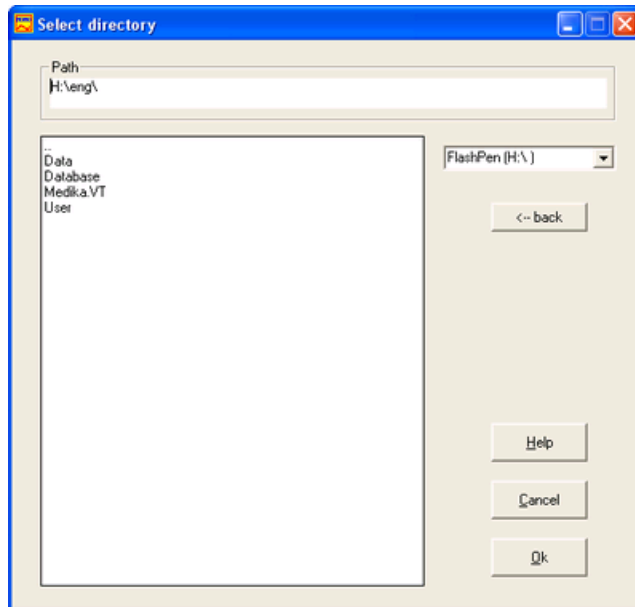 Select directory
Path
H:\eng\
..
Data
Database
Medika.VT
User
FlashPen (H:\ )
<-- back
Help
Cancel
Ok